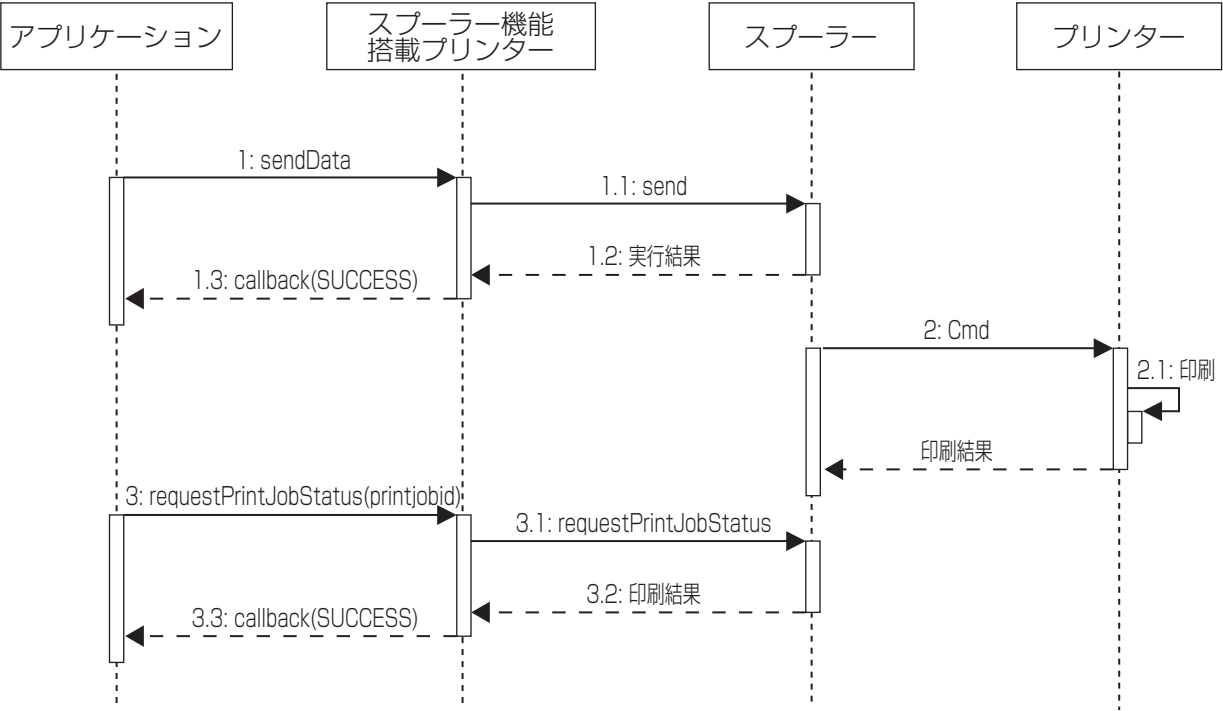 アプリケーション
スプーラー機能
搭載プリンター
スプーラー
プリンター
1: sendData
1.1: send
1.2: 実行結果
1.3: callback(SUCCESS)
2: Cmd
2.1: 印刷
印刷結果
3: requestPrintJobStatus(printjobid)
3.1: requestPrintJobStatus
3.2: 印刷結果
3.3: callback(SUCCESS)